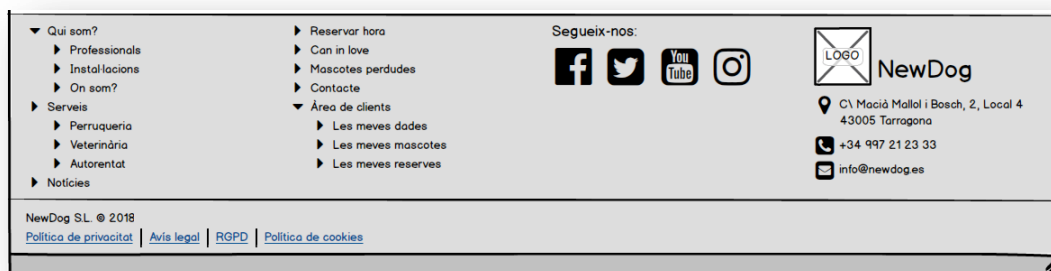 Qui som?
Professionals
Instal·lacions
On som?
Serveis
Perruqueria
Veterinària
Autorentat
Notícies
Reservar hora
Can in love
Mascotes perdudes
Contacte
Àrea de clients
Les meves dades
Les meves mascotes
Les meves reserves
Segueix-nos:
You
Tube
LOGO
NewDog
C\ Macià Mallol i Bosch, 2, Local 4
43005 Tarragona
+34 997 21 23 33
info@newdog.es
NewDog S.L. © 2018
Política de privacitat | Avís legal | RGPD | Política de cookies